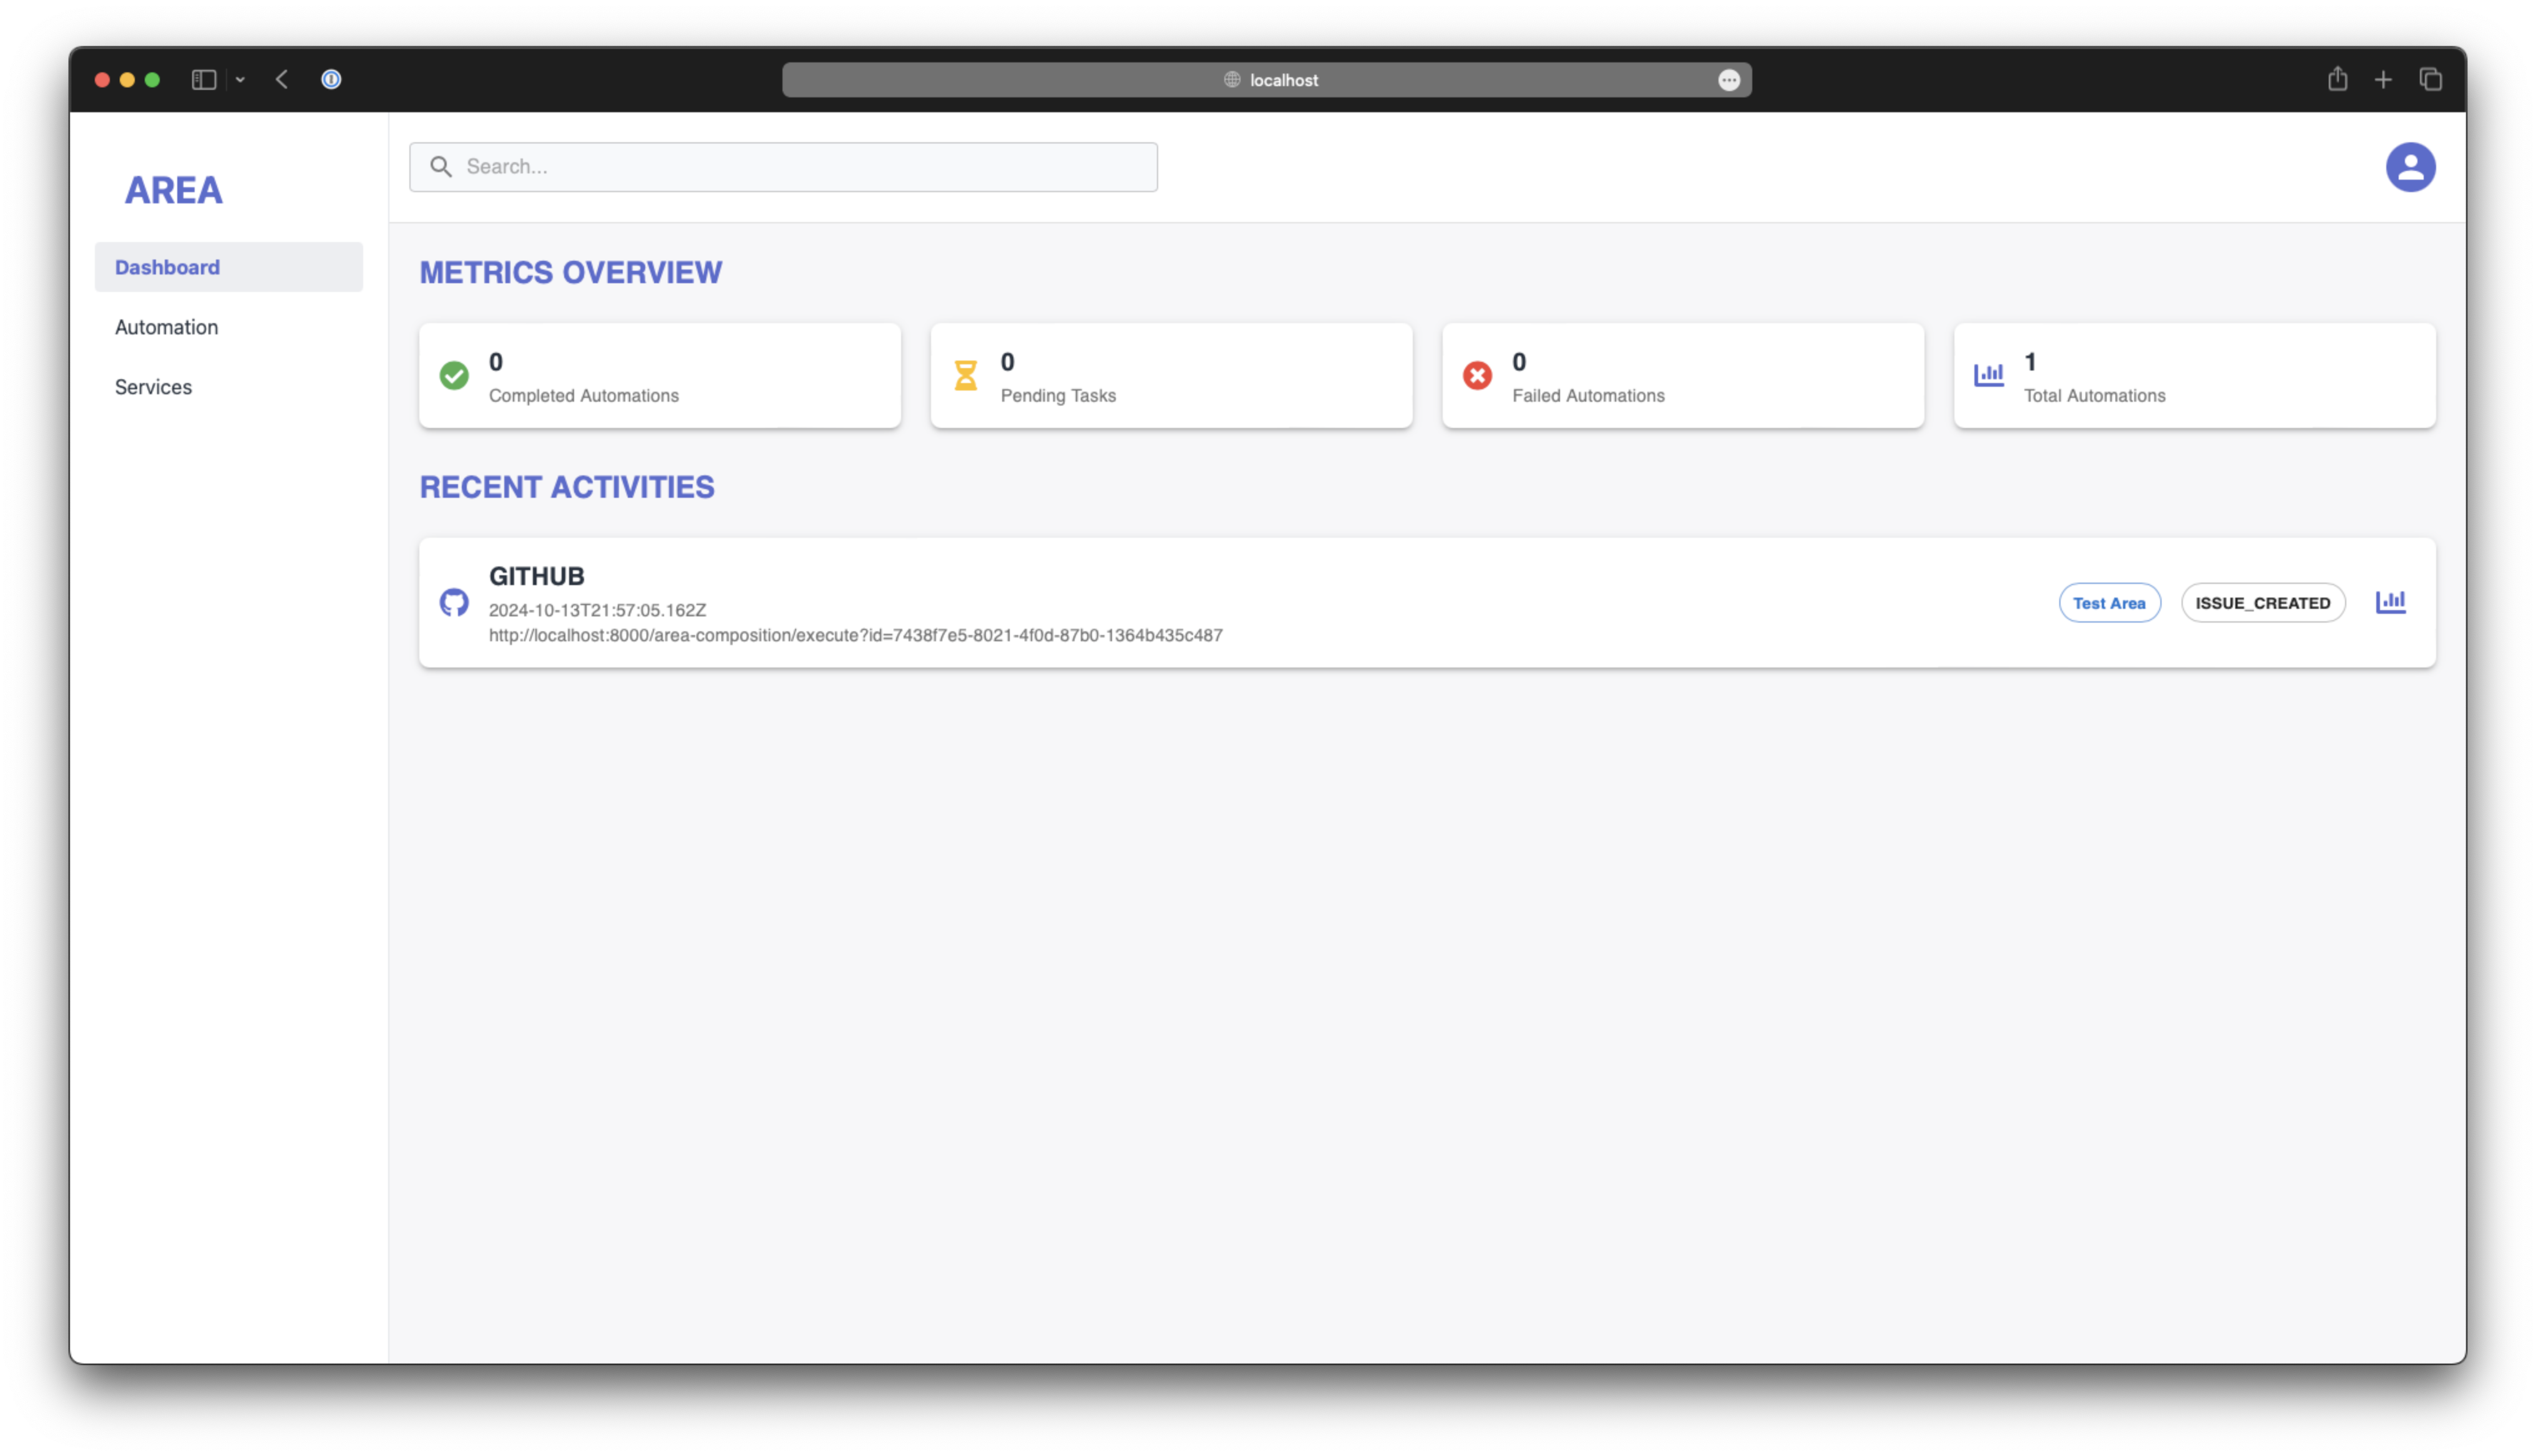 localhost
AREA
Dashboard
Automation
Services
Search...
METRICS OVERVIEW
0
Completed Automations
0
Pending Tasks
0
Failed Automations
1
Total Automations
RECENT ACTIVITIES
GITHUB
2024-10-13T21:57:05.162Z
http://localhost:8000/area-composition/execute?id=7438f7e5-8021-4f0d-87b0-1364b435c487
Test Area
ISSUE_CREATED